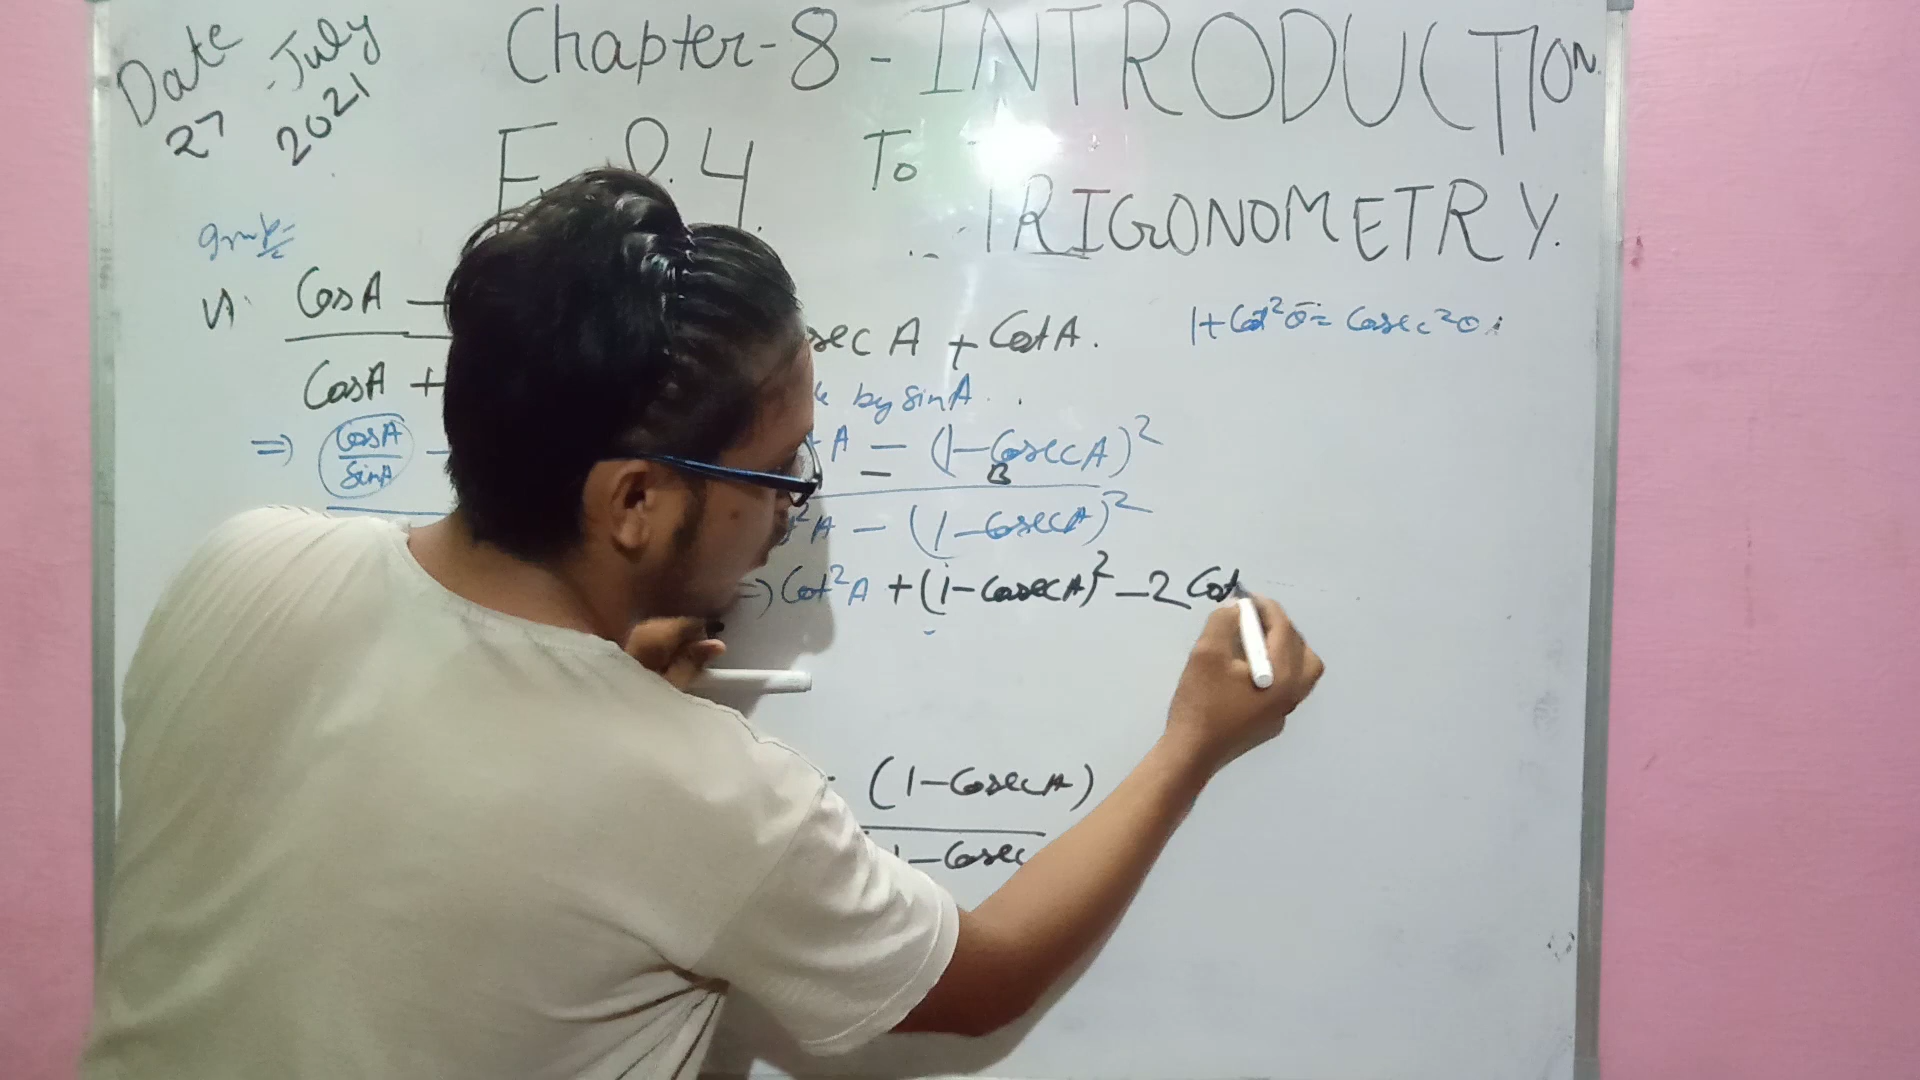 Date
27 July
2021
Chapter-8 - INTRODUCTION
To
TRIGONOMETRY.
8.4
v). CosA -
CosA +
sec A + CotA.
1+Cot²θ = Cosec²θ.
by sinA.
=> CosA
SinA
A - (1-CosecA)²
B
²A - (1-CosecA)²
=> Cot²A + (1-CosecA)² - 2 Cot
(1-CosecA)
1-Cosec